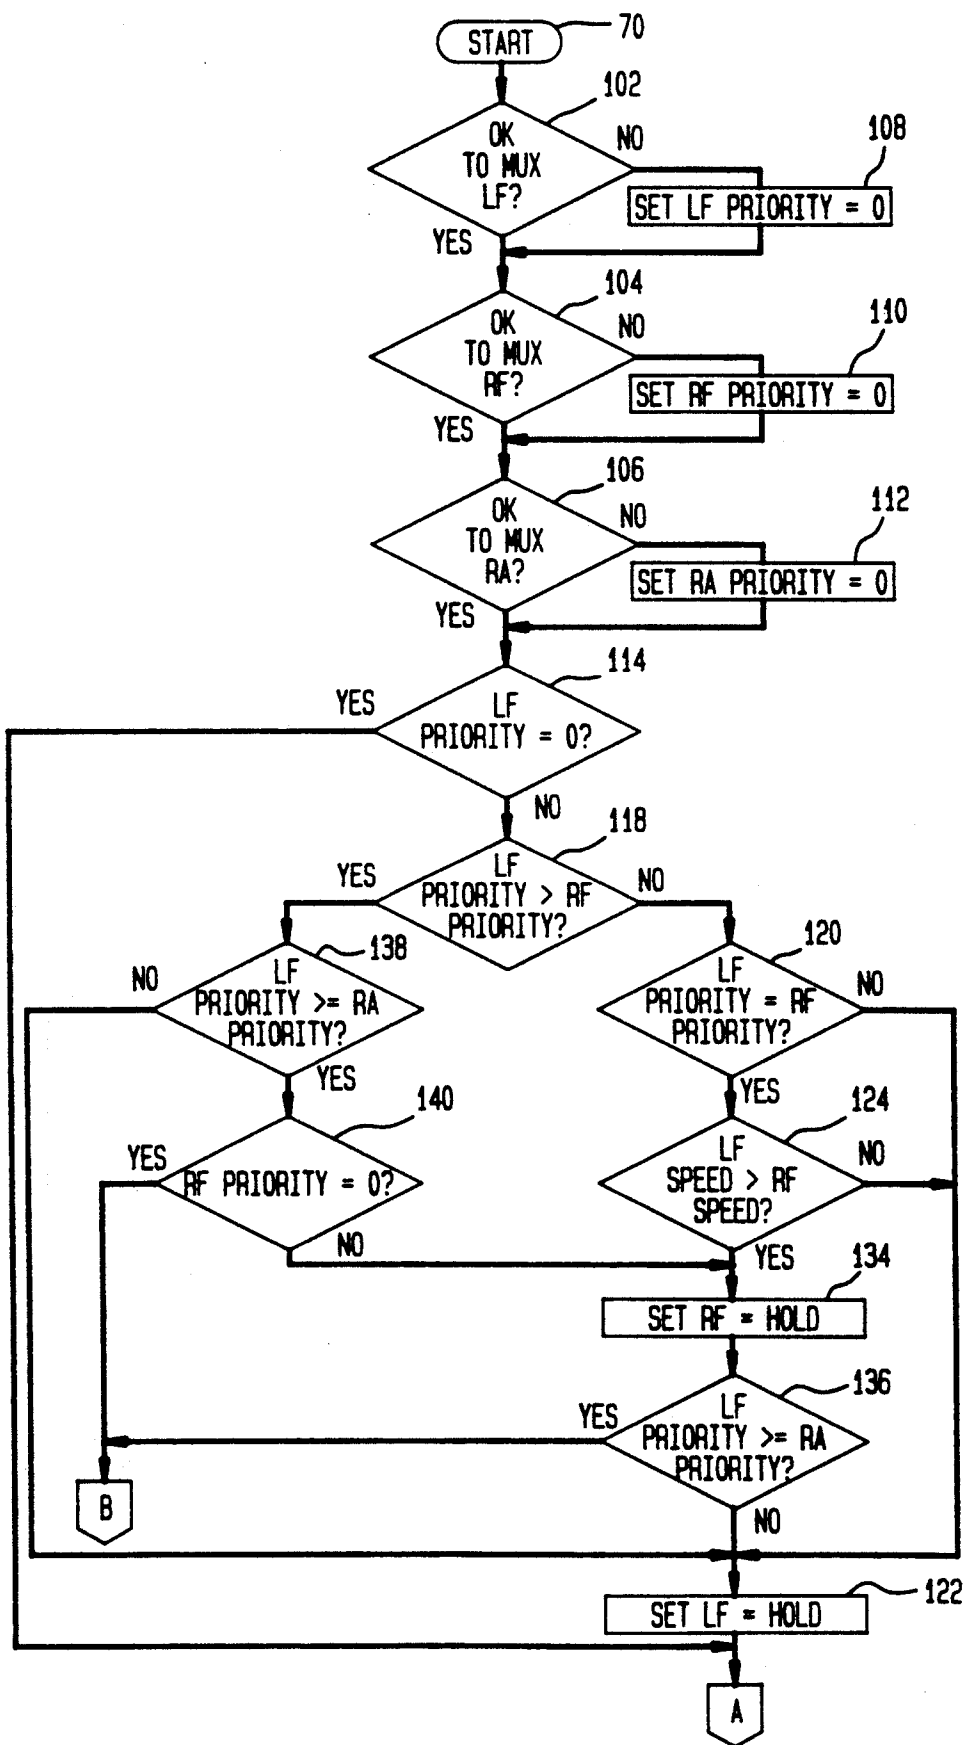 START
70
102
OK
TO MUX
LF?
NO
108
SET LF PRIORITY = 0
YES
104
OK
TO MUX
RF?
NO
110
SET RF PRIORITY = 0
YES
106
OK
TO MUX
RA?
NO
112
SET RA PRIORITY = 0
YES
114
YES
LF
PRIORITY = 0?
NO
118
YES
LF
PRIORITY > RF
PRIORITY?
NO
138
NO
LF
PRIORITY >= RA
PRIORITY?
YES
120
LF
PRIORITY = RF
PRIORITY?
NO
YES
140
YES
RF PRIORITY = 0?
NO
124
LF
SPEED > RF
SPEED?
NO
YES
134
SET RF = HOLD
136
YES
LF
PRIORITY >= RA
PRIORITY?
B
NO
122
SET LF = HOLD
A